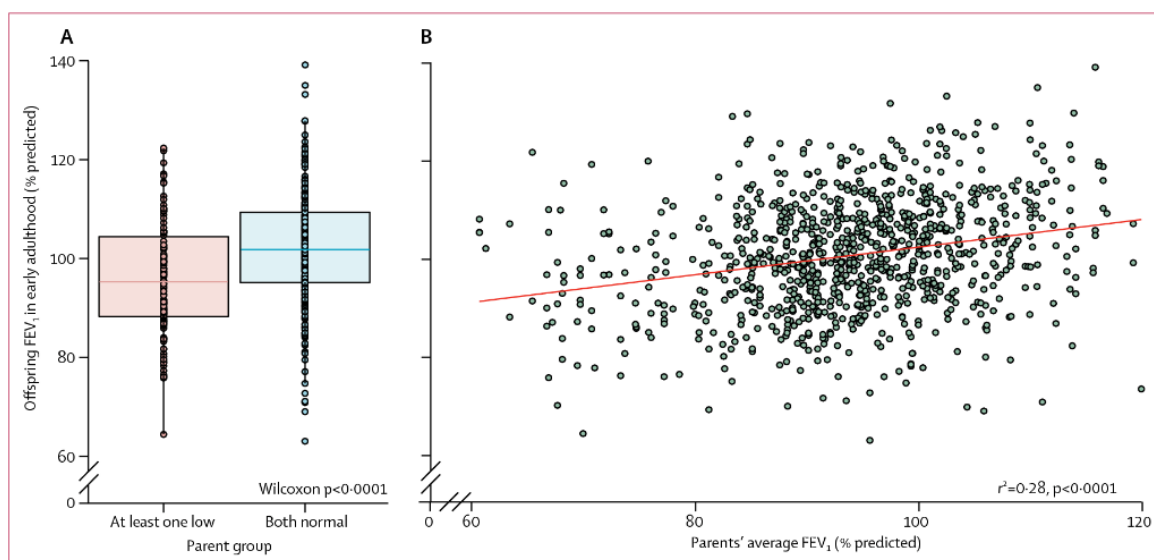 A
B
140
120
100
80
60
0
Offspring FEV₁ in early adulthood (% predicted)
Wilcoxon p<0·0001
At least one low
Both normal
Parent group
r²=0·28, p<0·0001
0
60
80
100
120
Parents' average FEV₁ (% predicted)